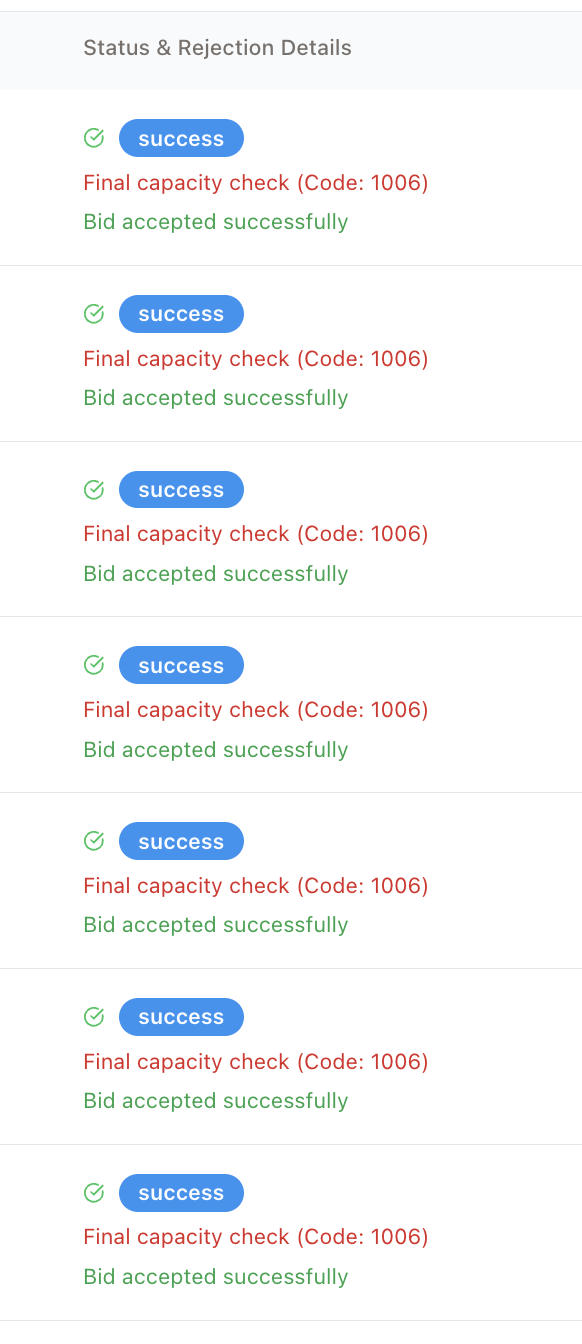 Status & Rejection Details
success
Final capacity check (Code: 1006)
Bid accepted successfully
success
Final capacity check (Code: 1006)
Bid accepted successfully
success
Final capacity check (Code: 1006)
Bid accepted successfully
success
Final capacity check (Code: 1006)
Bid accepted successfully
success
Final capacity check (Code: 1006)
Bid accepted successfully
success
Final capacity check (Code: 1006)
Bid accepted successfully
success
Final capacity check (Code: 1006)
Bid accepted successfully